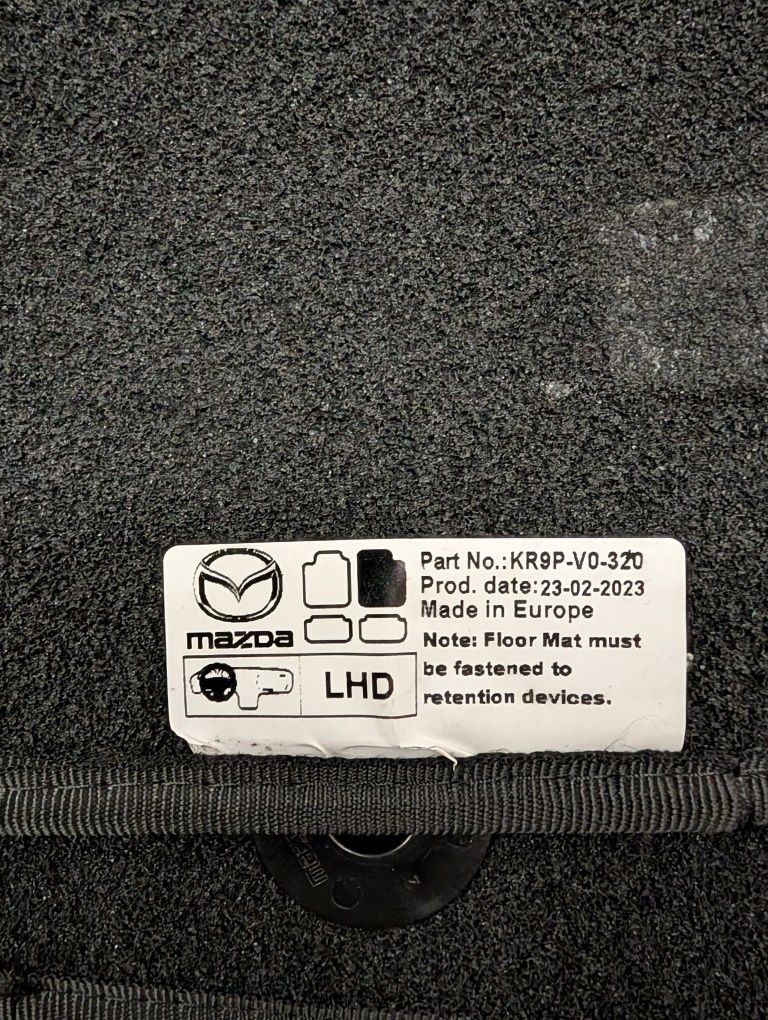 mazda
LHD
Part No.:KR9P-V0-320
Prod. date:23-02-2023
Made in Europe
Note: Floor Mat must
be fastened to
retention devices.